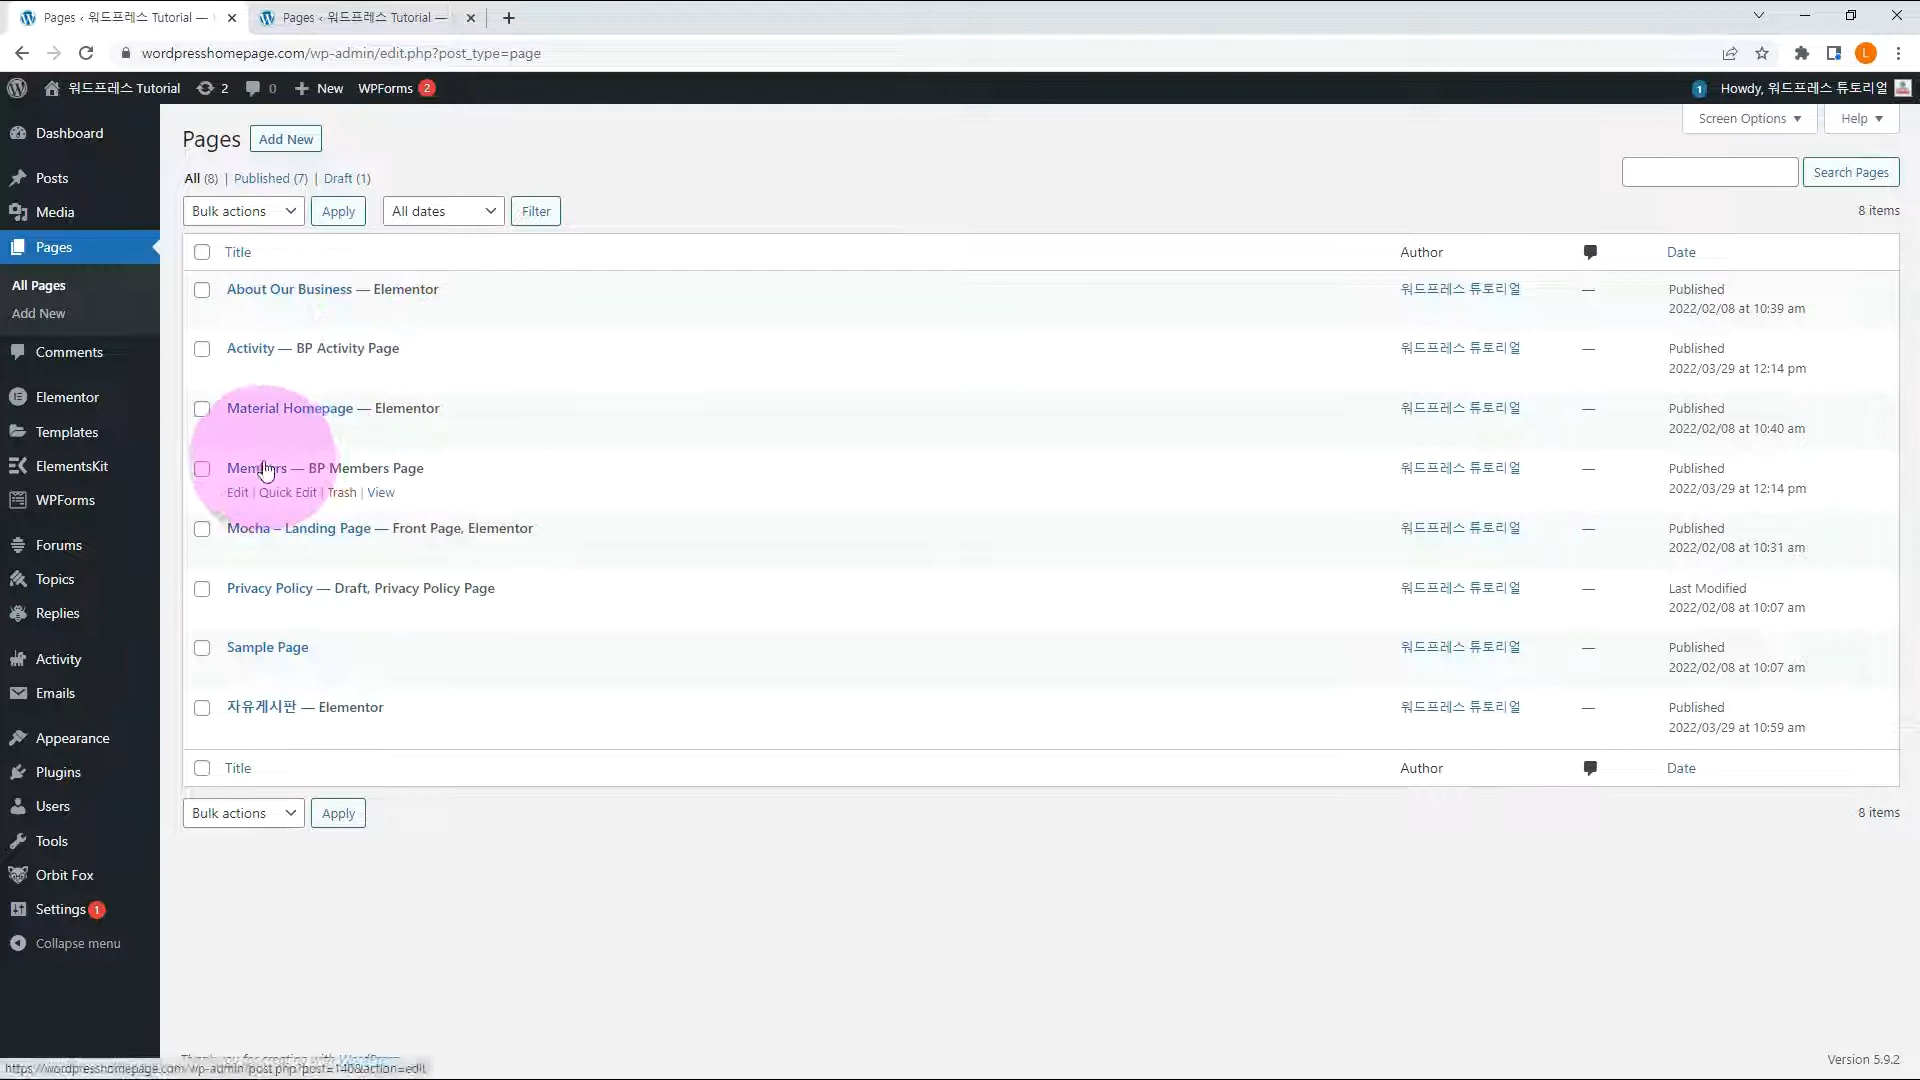 Pages ‹ 워드프레스 Tutorial —
Pages ‹ 워드프레스 Tutorial —
wordpresshomepage.com/wp-admin/edit.php?post_type=page
L
워드프레스 Tutorial 2 0 New WPForms 2
1 Howdy, 워드프레스 튜토리얼
Screen Options Help
Dashboard
Posts
Media
Pages
All Pages
Add New
Comments
Elementor
Templates
ElementsKit
WPForms
Forums
Topics
Replies
Activity
Emails
Appearance
Plugins
Users
Tools
Orbit Fox
Settings 1
Collapse menu
Pages Add New
All (8) | Published (7) | Draft (1)
Search Pages
Bulk actions Apply All dates Filter
8 items
Title Author Date
About Our Business — Elementor 워드프레스 튜토리얼 — Published
2022/02/08 at 10:39 am
Activity — BP Activity Page 워드프레스 튜토리얼 — Published
2022/03/29 at 12:14 pm
Material Homepage — Elementor 워드프레스 튜토리얼 — Published
2022/02/08 at 10:40 am
Members — BP Members Page 워드프레스 튜토리얼 — Published
Edit | Quick Edit | Trash | View 2022/03/29 at 12:14 pm
Mocha – Landing Page — Front Page, Elementor 워드프레스 튜토리얼 — Published
2022/02/08 at 10:31 am
Privacy Policy — Draft, Privacy Policy Page 워드프레스 튜토리얼 — Last Modified
2022/02/08 at 10:07 am
Sample Page 워드프레스 튜토리얼 — Published
2022/02/08 at 10:07 am
자유게시판 — Elementor 워드프레스 튜토리얼 — Published
2022/03/29 at 10:59 am
Title Author Date
Bulk actions Apply
8 items
Thank you for creating with WordPress.
Version 5.9.2
https://wordpresshomepage.com/wp-admin/post.php?post=140&action=edit